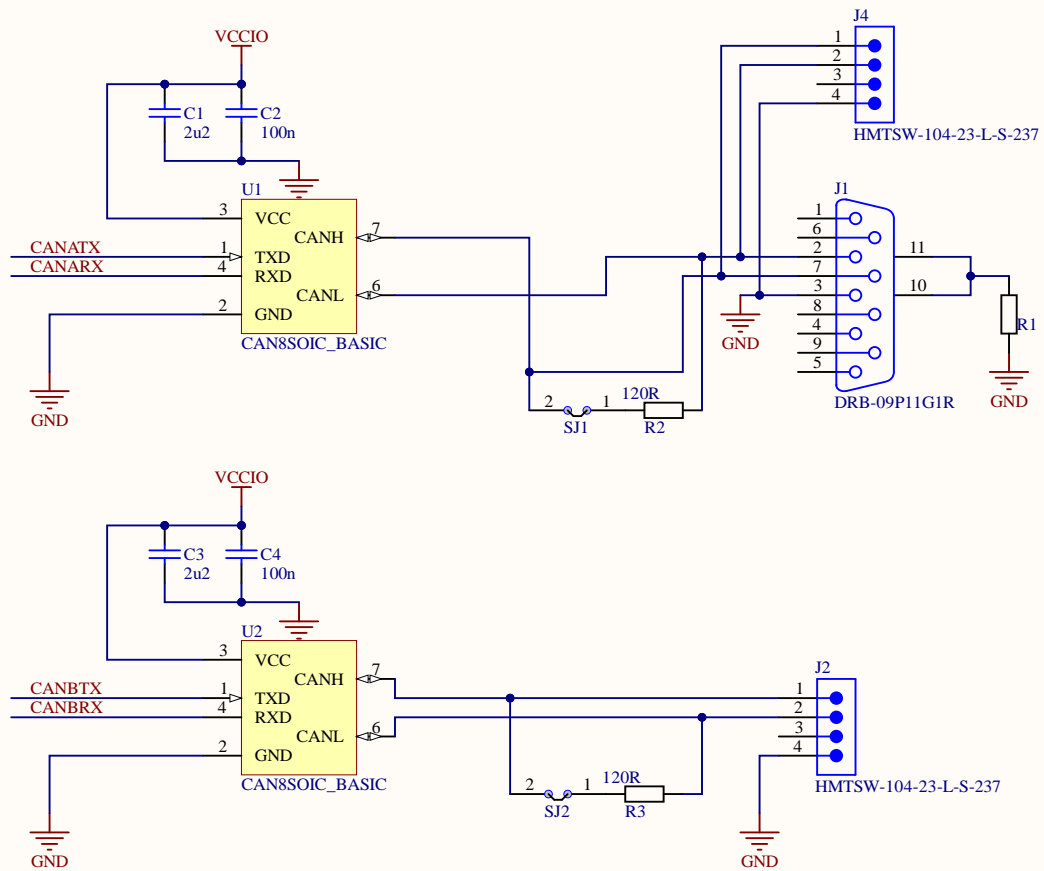 J4
1
2
3
4
HMTSW-104-23-L-S-237
VCCIO
C1
2u2
C2
100n
U1
3
VCC
CANH
7
CANATX
1
TXD
CANARX
4
RXD
CANL
6
2
GND
CAN8SOIC_BASIC
GND
J1
1
6
2
7
3
8
4
9
5
11
10
DRB-09P11G1R
GND
R1
GND
2
1
120R
SJ1
R2
VCCIO
C3
2u2
C4
100n
U2
3
VCC
CANH
7
CANBTX
1
TXD
CANBRX
4
RXD
CANL
6
2
GND
CAN8SOIC_BASIC
GND
2
1
120R
SJ2
R3
J2
1
2
3
4
HMTSW-104-23-L-S-237
GND